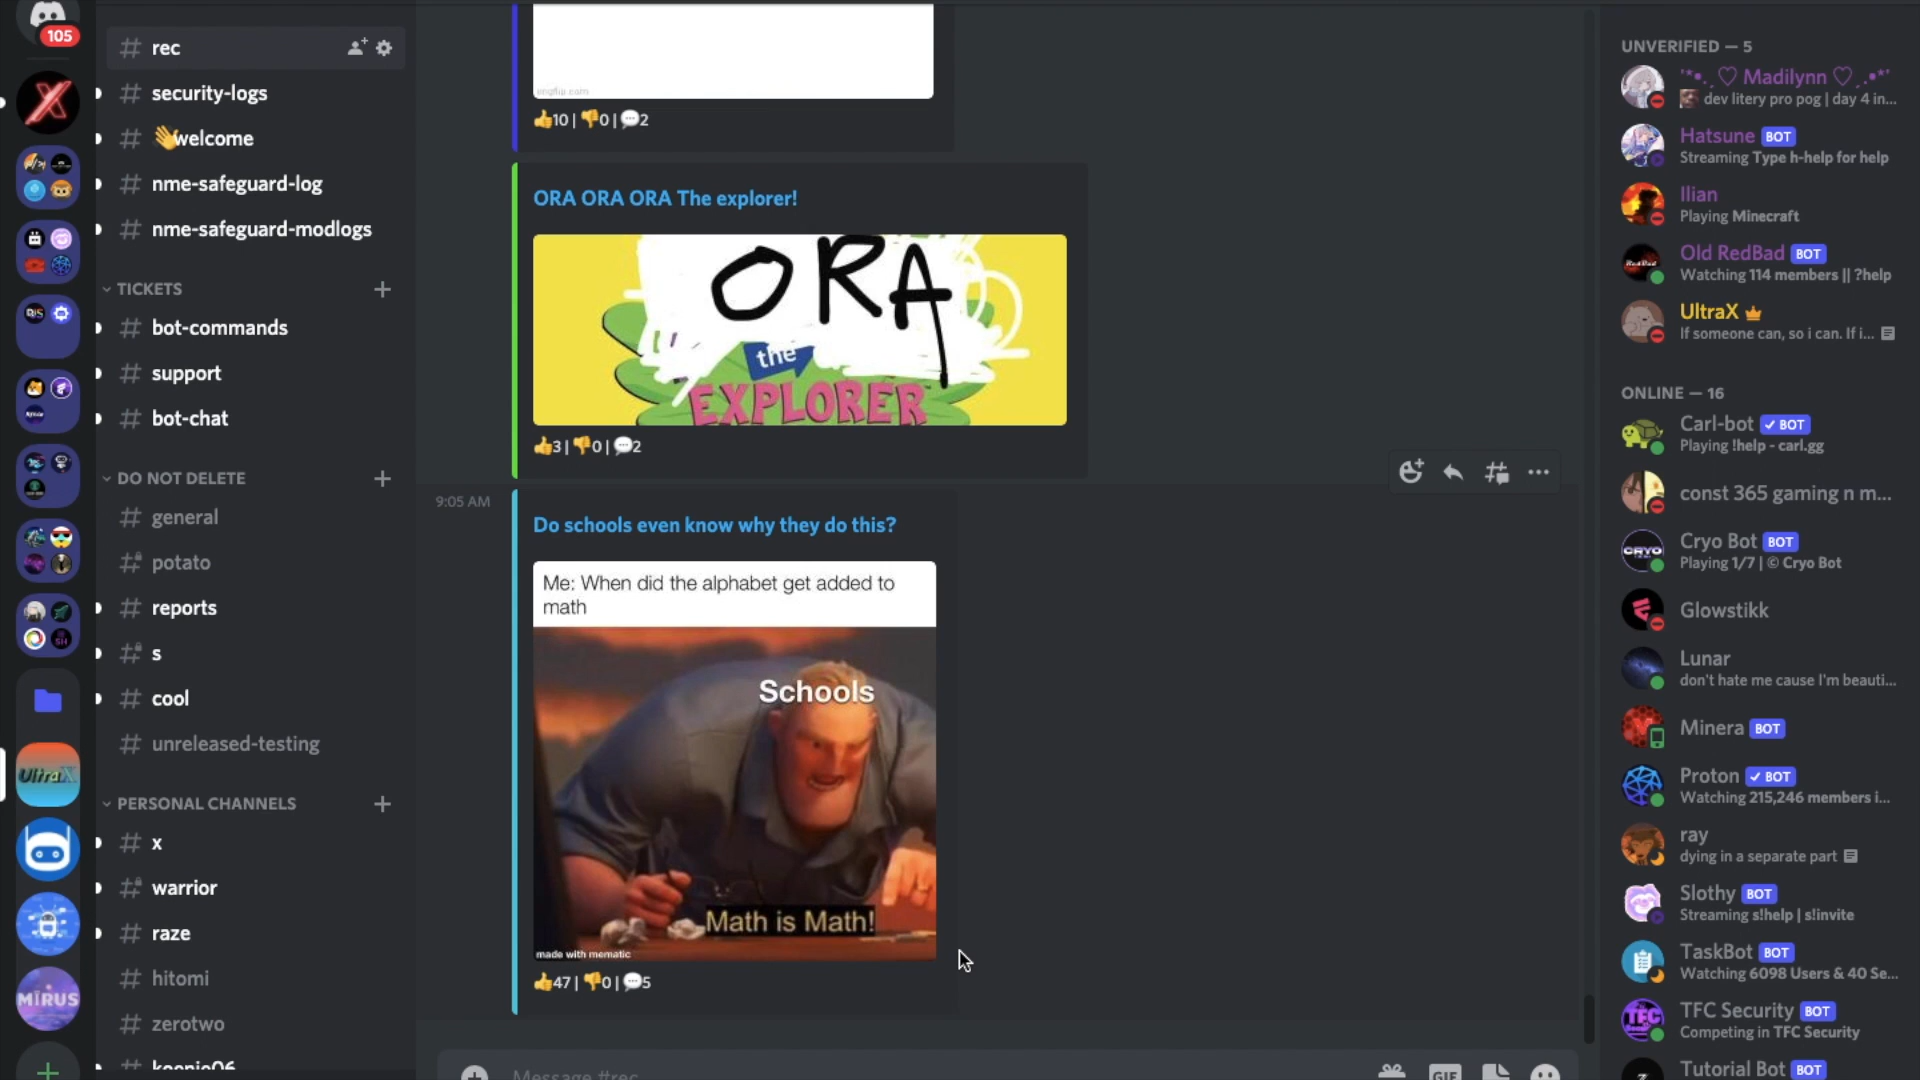 105
rec
security-logs
welcome
nme-safeguard-log
nme-safeguard-modlogs
TICKETS
bot-commands
support
bot-chat
DO NOT DELETE
general
potato
reports
s
cool
unreleased-testing
PERSONAL CHANNELS
x
warrior
raze
hitomi
zerotwo
UltraX
MIRUS
imgflip.com
👍10 | 👎0 | 💬2
ORA ORA ORA The explorer!
ORA
the
EXPLORER
👍3 | 👎0 | 💬2
9:05 AM
Do schools even know why they do this?
Me: When did the alphabet get added to
math
Schools
Math is Math!
made with mematic
👍47 | 👎0 | 💬5
Message #rec
GIF
UNVERIFIED — 5
♡ Madilynn ♡
dev litery pro pog | day 4 in...
Hatsune BOT
Streaming Type h-help for help
Ilian
Playing Minecraft
Old RedBad BOT
Watching 114 members || ?help
UltraX
If someone can, so i can. If i...
ONLINE — 16
Carl-bot ✓ BOT
Playing !help - carl.gg
const 365 gaming n m...
CRYO
Cryo Bot BOT
Playing 1/7 | © Cryo Bot
Glowstikk
Lunar
don't hate me cause I'm beauti...
Minera BOT
Proton ✓ BOT
Watching 215,246 members i...
ray
dying in a separate part
Slothy BOT
Streaming s!help | s!invite
TaskBot BOT
Watching 6098 Users & 40 Se...
TFC
TFC Security BOT
Competing in TFC Security
Tutorial Bot BOT